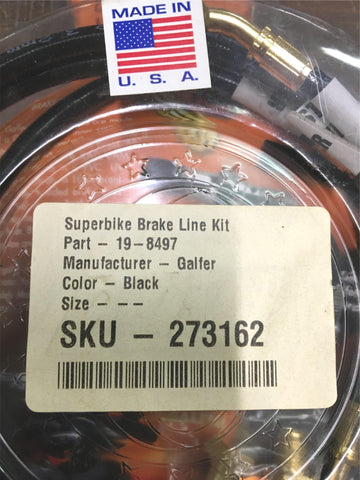 MADE IN
U. S. A.
Superbike Brake Line Kit
Part - 19-8497
Manufacturer - Galfer
Color - Black
Size - - -
SKU - 273162